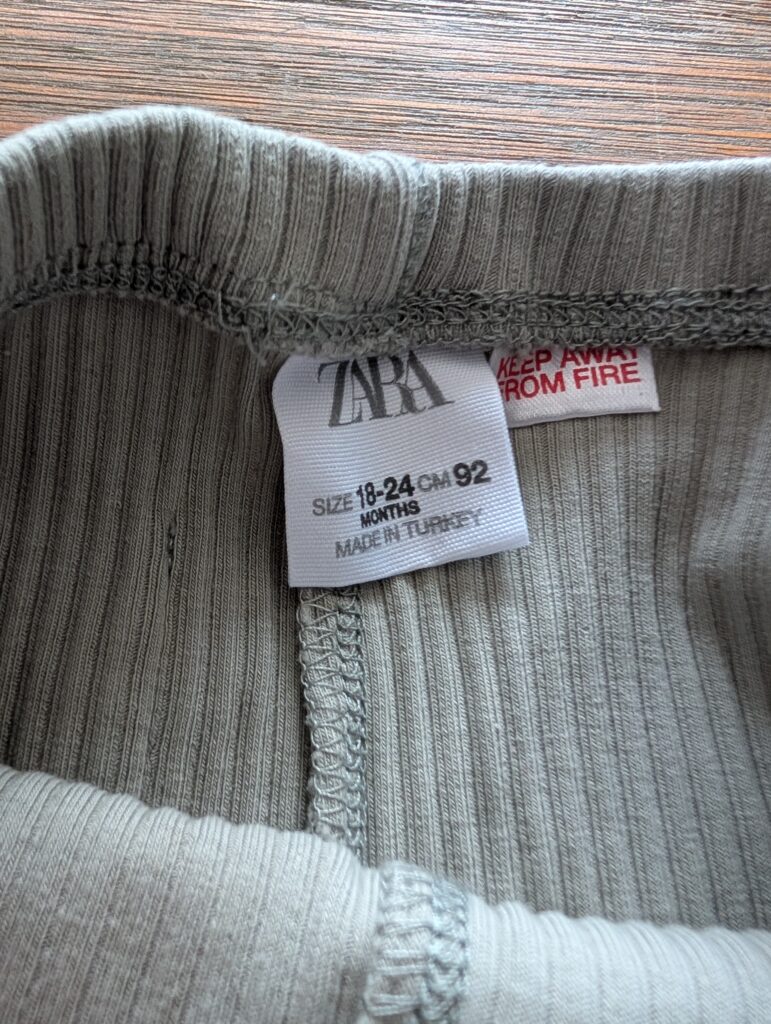 ZARA
SIZE 18-24 CM 92
MONTHS
MADE IN TURKEY
KEEP AWAY
FROM FIRE